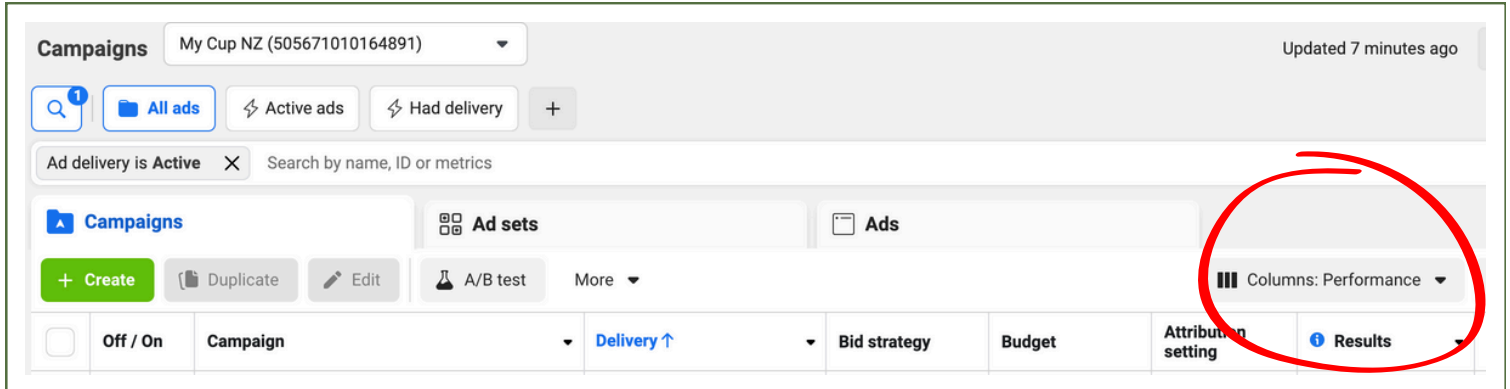 Campaigns My Cup NZ (505671010164891) Updated 7 minutes ago
1 All ads Active ads Had delivery +
Ad delivery is Active X Search by name, ID or metrics
Campaigns Ad sets Ads
+ Create Duplicate Edit A/B test More Columns: Performance
Off / On Campaign Delivery ↑ Bid strategy Budget Attribution setting Results